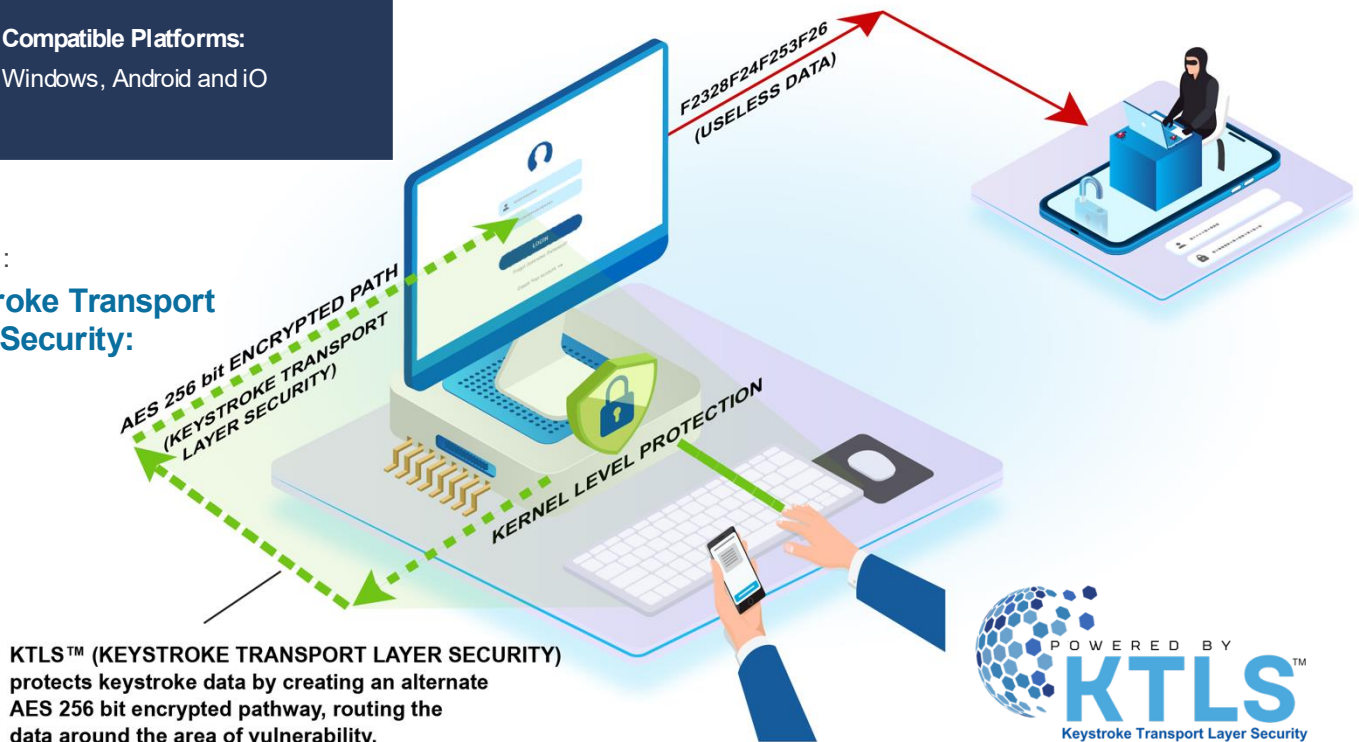 Compatible Platforms:
Windows, Android and iO
F2328F24F253F26
(USELESS DATA)
LOGIN
:
roke Transport
Security:
AES 256 bit ENCRYPTED PATH
(KEYSTROKE TRANSPORT
LAYER SECURITY)
KERNEL LEVEL PROTECTION
KTLS™ (KEYSTROKE TRANSPORT LAYER SECURITY)
protects keystroke data by creating an alternate
AES 256 bit encrypted pathway, routing the
data around the area of vulnerability.
POWERED BY
KTLS™
Keystroke Transport Layer Security